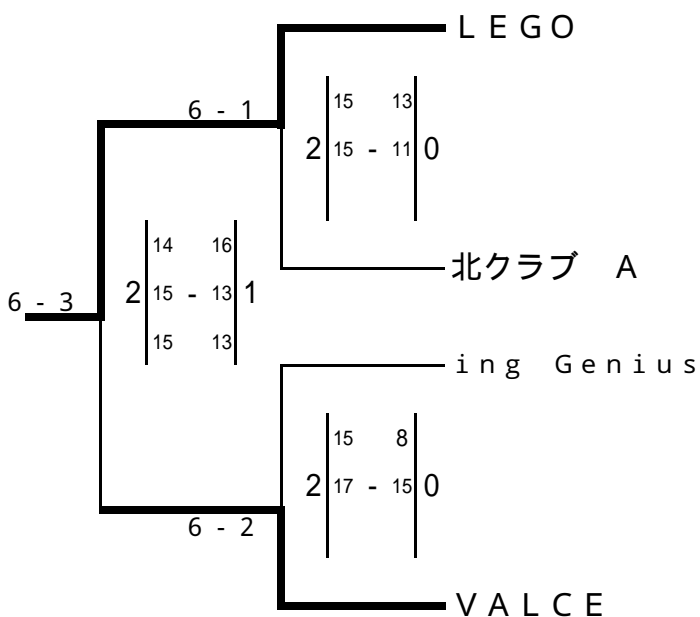 LEGO
6 - 1
15 13
2 15 - 11 0
北クラブ A
14 16
2 15 - 13 1
15 13
6 - 3
ing Genius
15 8
2 17 - 15 0
6 - 2
VALCE